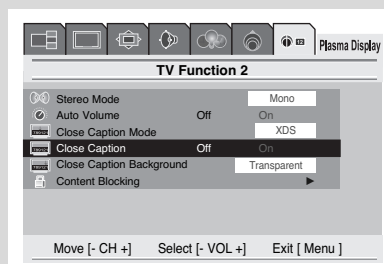 Plasma Display
TV Function 2
Stereo Mode Mono
Auto Volume Off On
Close Caption Mode XDS
Close Caption Off On
Close Caption Background Transparent
Content Blocking
Move [- CH +] Select [- VOL +] Exit [ Menu ]